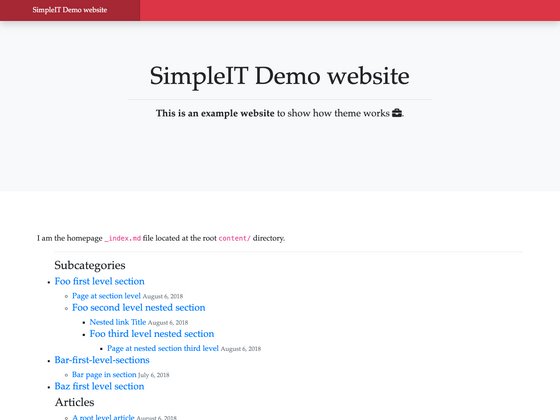 SimpleIT Demo website
SimpleIT Demo website
This is an example website to show how theme works .
I am the homepage _index.md file located at the root content/ directory.
Subcategories
Foo first level section
Page at section level August 6, 2018
Foo second level nested section
Nested link Title August 6, 2018
Foo third level nested section
Page at nested section third level August 6, 2018
Bar-first-level-sections
Bar page in section July 6, 2018
Baz first level section
Articles
A root level article August 6, 2018